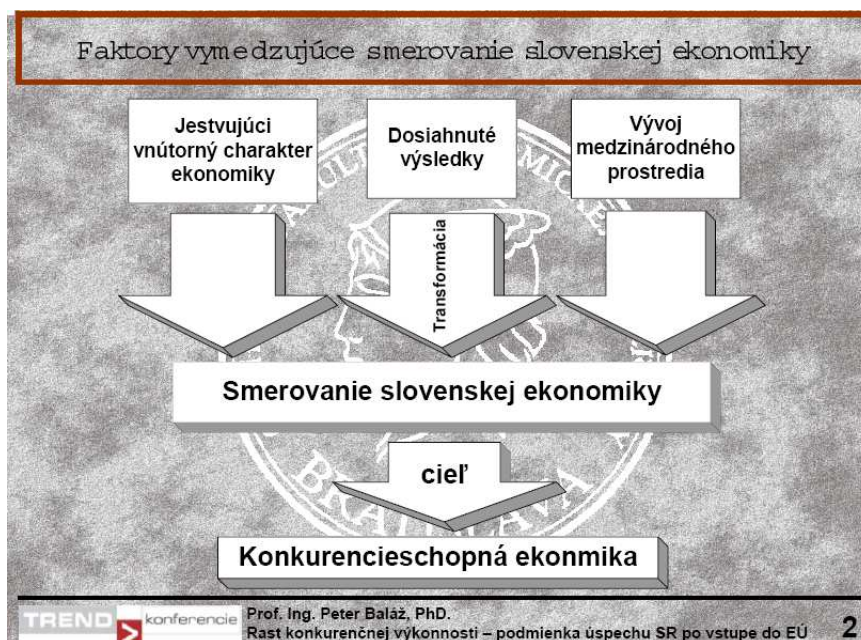 Faktory vymedzujúce smerovanie slovenskej ekonomiky
Jestvujúci
vnútorný charakter
ekonomiky
Dosiahnuté
výsledky
Vývoj
medzinárodného
prostredia
Transformácia
Smerovanie slovenskej ekonomiky
cieľ
Konkurencieschopná ekonmika
BRATISLAVA
TREND konferencie
Prof. Ing. Peter Baláž, PhD.
Rast konkurenčnej výkonnosti – podmienka úspechu SR po vstupe do EÚ
2